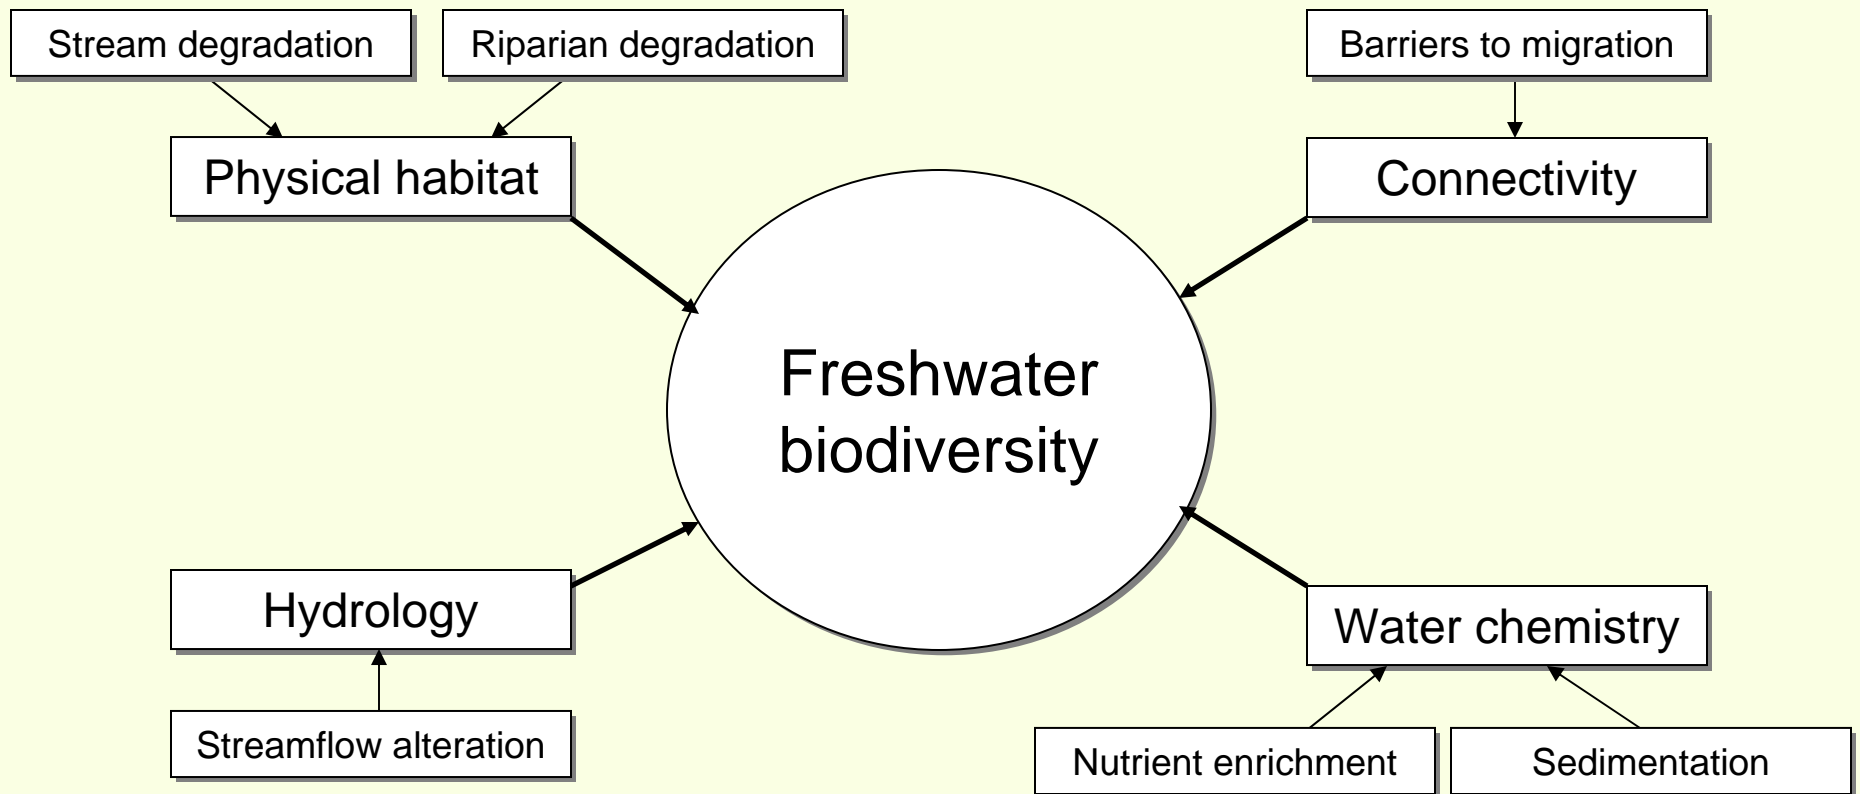 Stream degradation
Riparian degradation
Barriers to migration
Physical habitat
Connectivity
Freshwater
biodiversity
Hydrology
Water chemistry
Streamflow alteration
Nutrient enrichment
Sedimentation